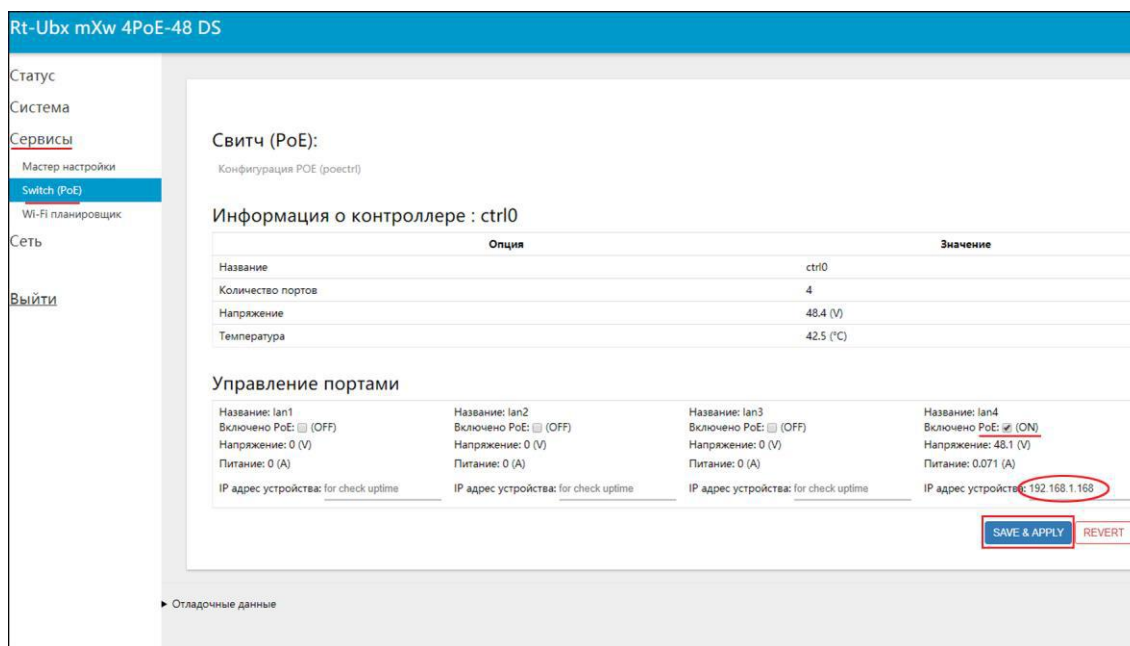 Rt-Ubx mXw 4PoE-48 DS
Статус
Система
Сервисы
Мастер настройки
Switch (PoE)
Wi-Fi планировщик
Сеть
Выйти
Свитч (PoE):
Конфигурация POE (poectrl)
Информация о контроллере : ctrl0
Опция Значение
Название ctrl0
Количество портов 4
Напряжение 48.4 (V)
Температура 42.5 (°C)
Управление портами
Название: lan1 Название: lan2 Название: lan3 Название: lan4
Включено PoE: (OFF) Включено PoE: (OFF) Включено PoE: (OFF) Включено PoE: (ON)
Напряжение: 0 (V) Напряжение: 0 (V) Напряжение: 0 (V) Напряжение: 48.1 (V)
Питание: 0 (A) Питание: 0 (A) Питание: 0 (A) Питание: 0.071 (A)
IP адрес устройства: for check uptime IP адрес устройства: for check uptime IP адрес устройства: for check uptime IP адрес устройства: 192.168.1.168
SAVE & APPLY REVERT
Отладочные данные